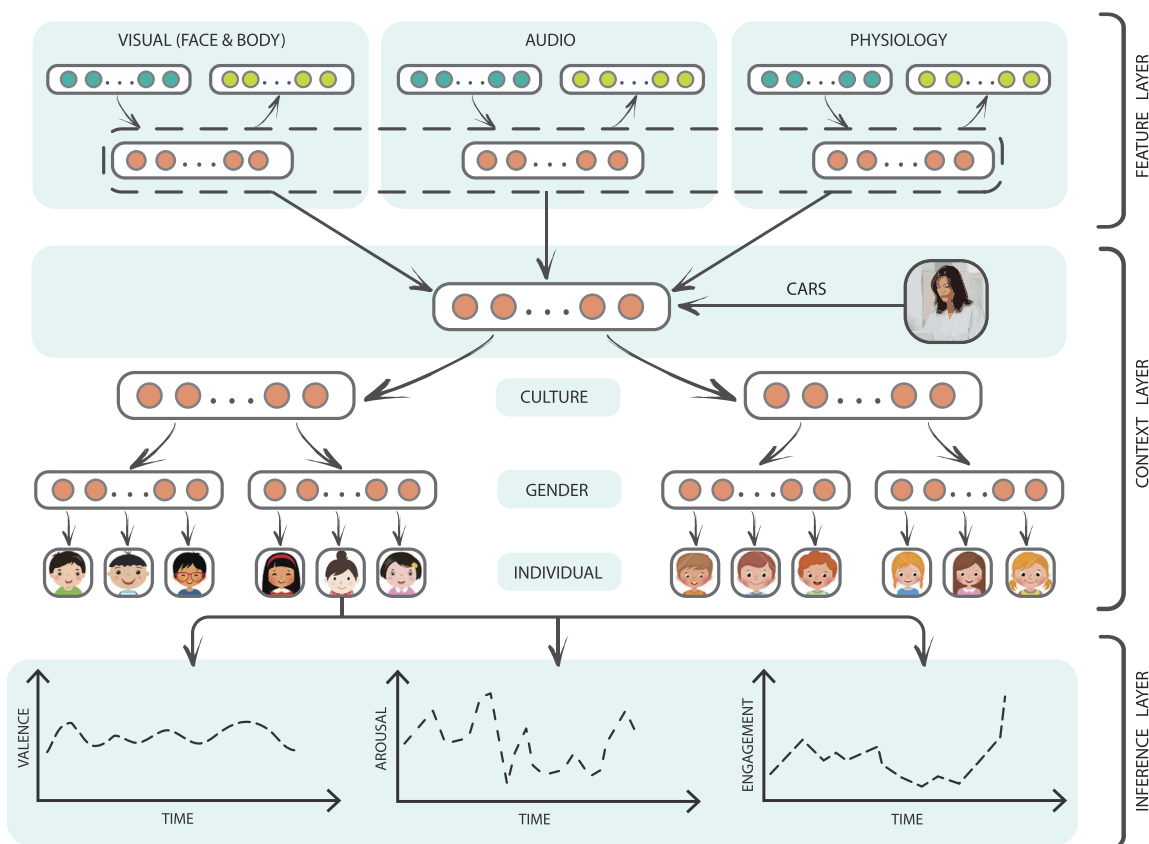 VISUAL (FACE & BODY)
AUDIO
PHYSIOLOGY
FEATURE LAYER
CARS
CULTURE
GENDER
INDIVIDUAL
CONTEXT LAYER
VALENCE
TIME
AROUSAL
TIME
ENGAGEMENT
TIME
INFERENCE LAYER